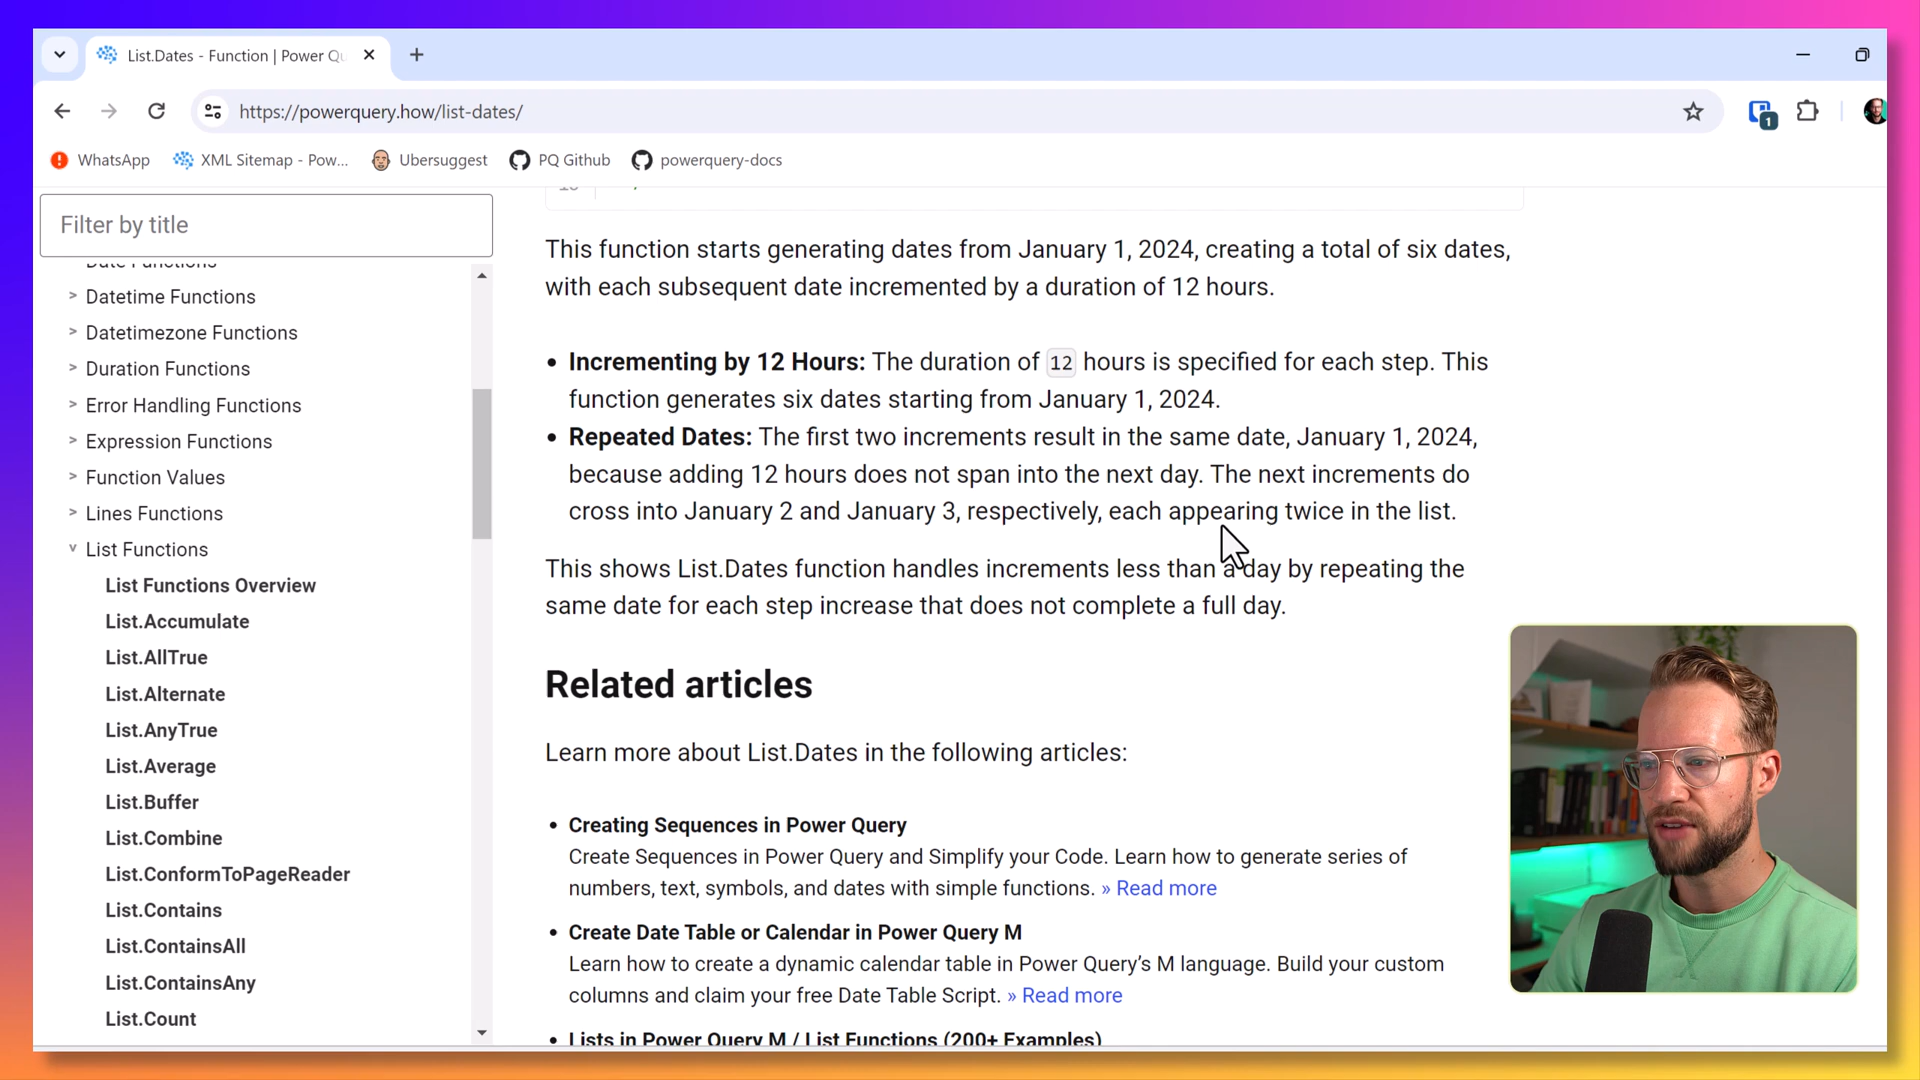 List.Dates - Function | Power Qu
https://powerquery.how/list-dates/
1
WhatsApp
XML Sitemap - Pow...
Ubersuggest
PQ Github
powerquery-docs
Filter by title
Date Functions
Datetime Functions
Datetimezone Functions
Duration Functions
Error Handling Functions
Expression Functions
Function Values
Lines Functions
List Functions
List Functions Overview
List.Accumulate
List.AllTrue
List.Alternate
List.AnyTrue
List.Average
List.Buffer
List.Combine
List.ConformToPageReader
List.Contains
List.ContainsAll
List.ContainsAny
List.Count
This function starts generating dates from January 1, 2024, creating a total of six dates,
with each subsequent date incremented by a duration of 12 hours.
• Incrementing by 12 Hours: The duration of 12 hours is specified for each step. This
function generates six dates starting from January 1, 2024.
• Repeated Dates: The first two increments result in the same date, January 1, 2024,
because adding 12 hours does not span into the next day. The next increments do
cross into January 2 and January 3, respectively, each appearing twice in the list.
This shows List.Dates function handles increments less than a day by repeating the
same date for each step increase that does not complete a full day.
Related articles
Learn more about List.Dates in the following articles:
• Creating Sequences in Power Query
Create Sequences in Power Query and Simplify your Code. Learn how to generate series of
numbers, text, symbols, and dates with simple functions. » Read more
• Create Date Table or Calendar in Power Query M
Learn how to create a dynamic calendar table in Power Query’s M language. Build your custom
columns and claim your free Date Table Script. » Read more
• Lists in Power Query M / List Functions (200+ Examples)